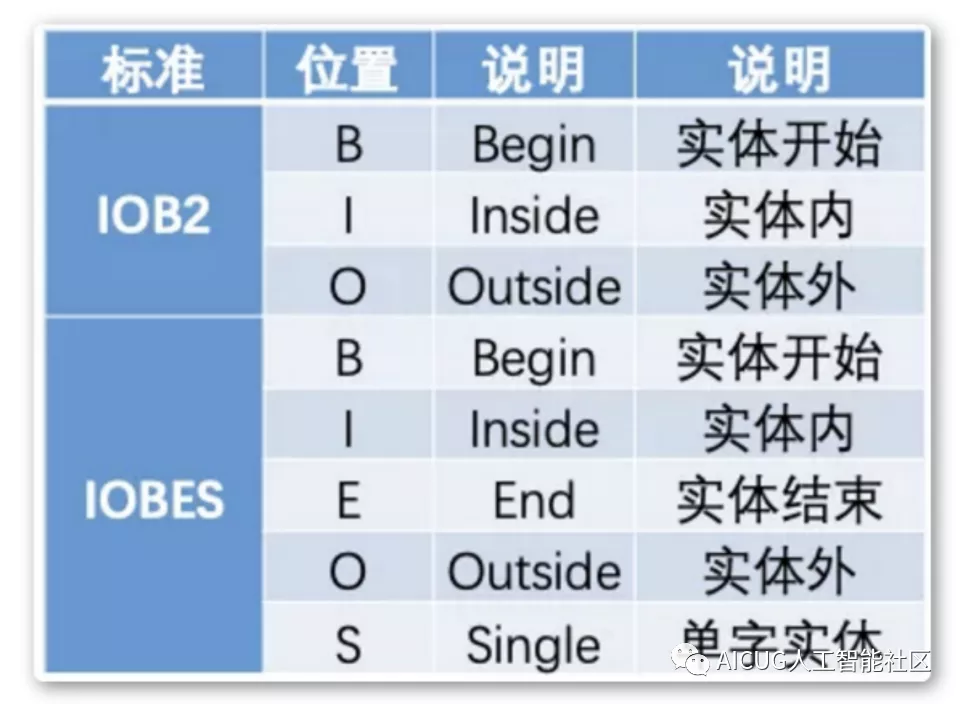 标准 位置 说明 说明
IOB2 B Begin 实体开始
I Inside 实体内
O Outside 实体外
IOBES B Begin 实体开始
I Inside 实体内
E End 实体结束
O Outside 实体外
S Single 单字实体
AICUG人工智能社区